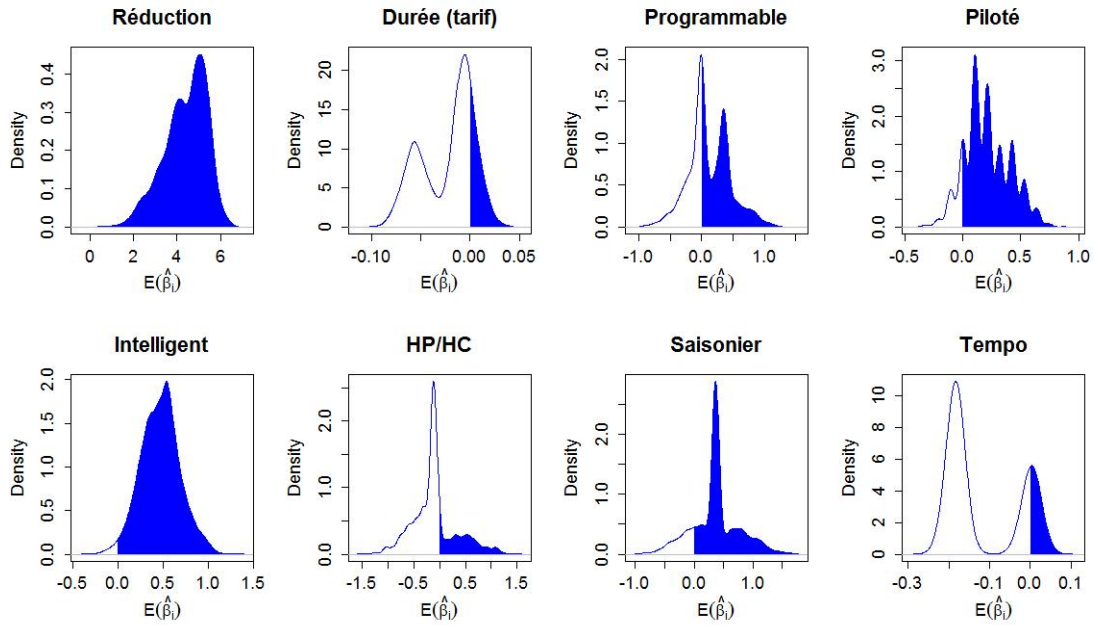 Réduction
Density
0.0 0.1 0.2 0.3 0.4
0 2 4 6
E(β̂i)
Durée (tarif)
Density
0 5 10 15 20
-0.10 0.00 0.05
E(β̂i)
Programmable
Density
0.0 0.5 1.0 1.5 2.0
-1.0 0.0 1.0
E(β̂i)
Piloté
Density
0.0 1.0 2.0 3.0
-0.5 0.0 0.5 1.0
E(β̂i)
Intelligent
Density
0.0 0.5 1.0 1.5 2.0
-0.5 0.0 0.5 1.0 1.5
E(β̂i)
HP/HC
Density
0.0 1.0 2.0
-1.5 -0.5 0.5 1.5
E(β̂i)
Saisonier
Density
0.0 1.0 2.0
-1.0 0.0 1.0
E(β̂i)
Tempo
Density
0 2 4 6 8 10
-0.3 -0.1 0.0 0.1
E(β̂i)